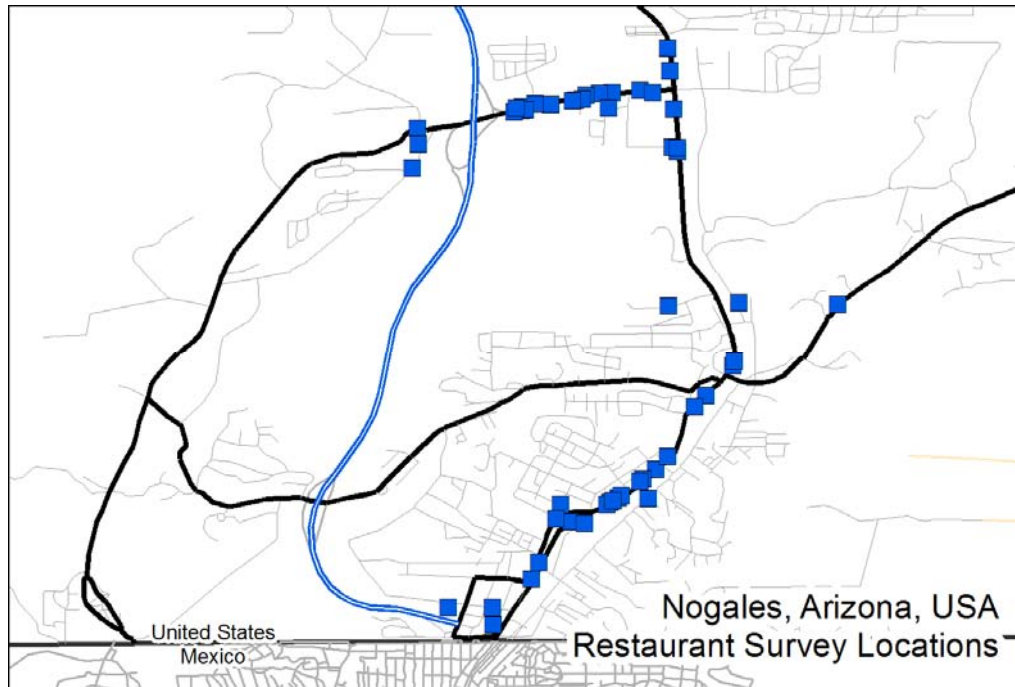 United States
Mexico
Nogales, Arizona, USA
Restaurant Survey Locations